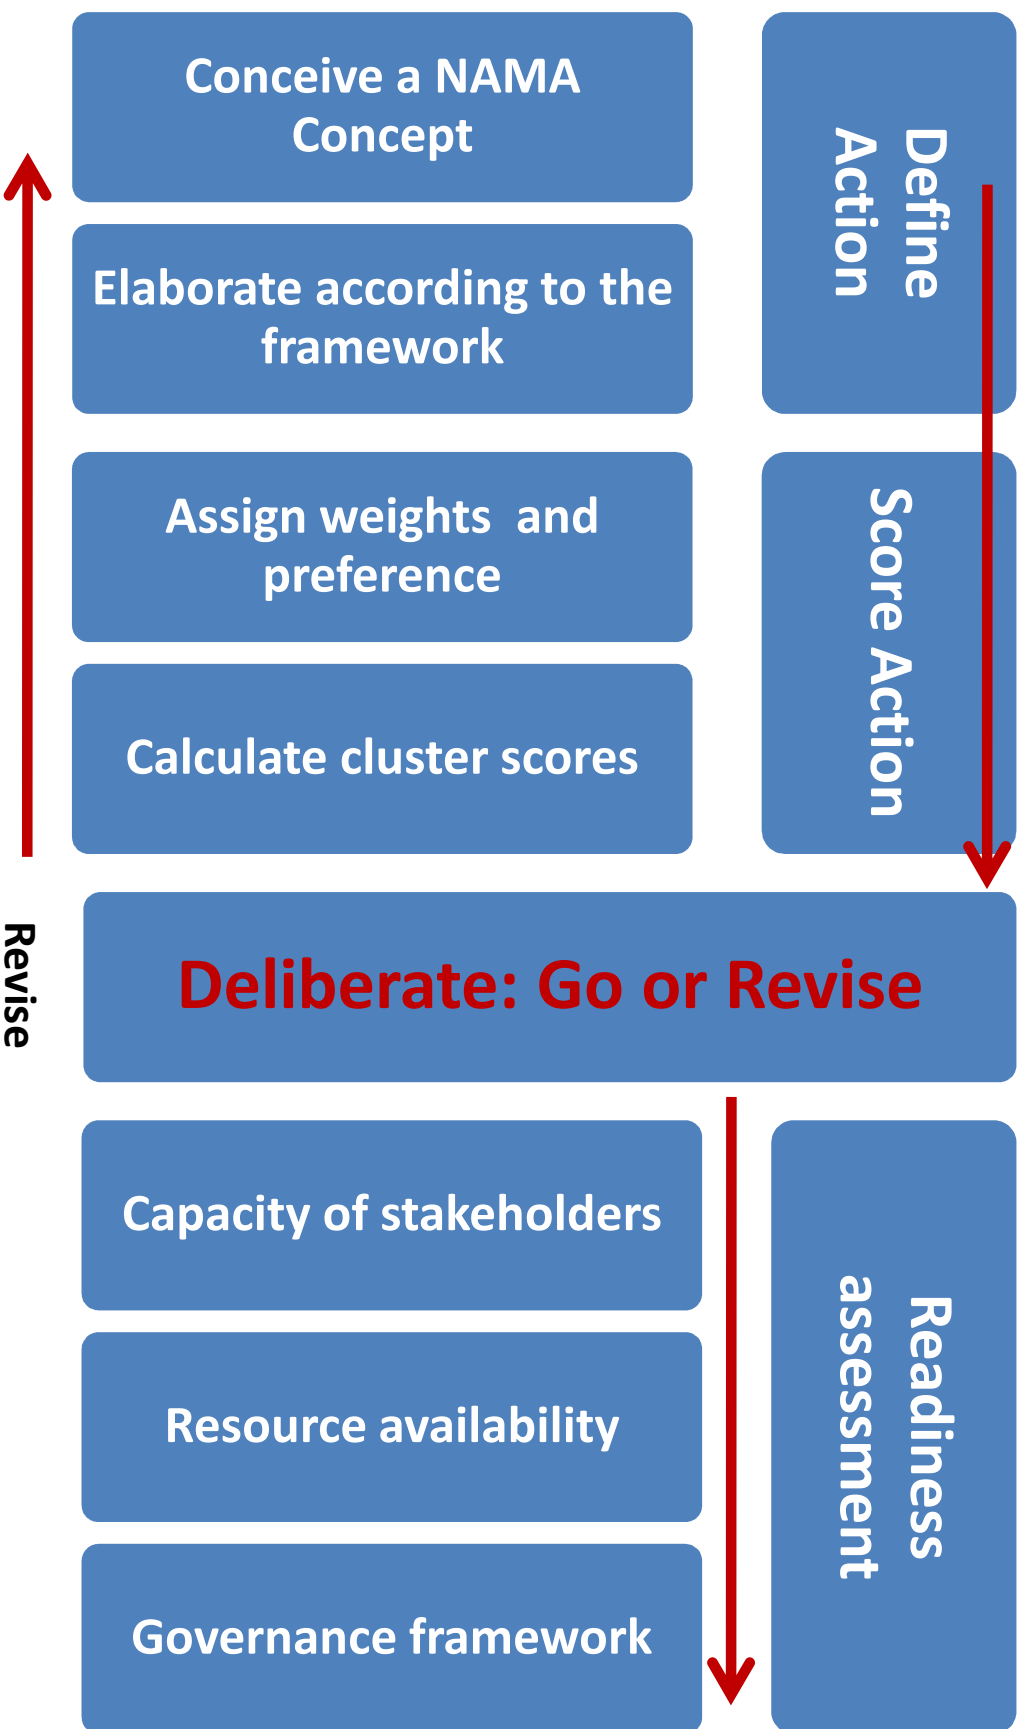 Conceive a NAMA
Concept
Define
Action
Elaborate according to the
framework
Assign weights and
preference
Score Action
Calculate cluster scores
Revise
Deliberate: Go or Revise
Capacity of stakeholders
Readiness
assessment
Resource availability
Governance framework